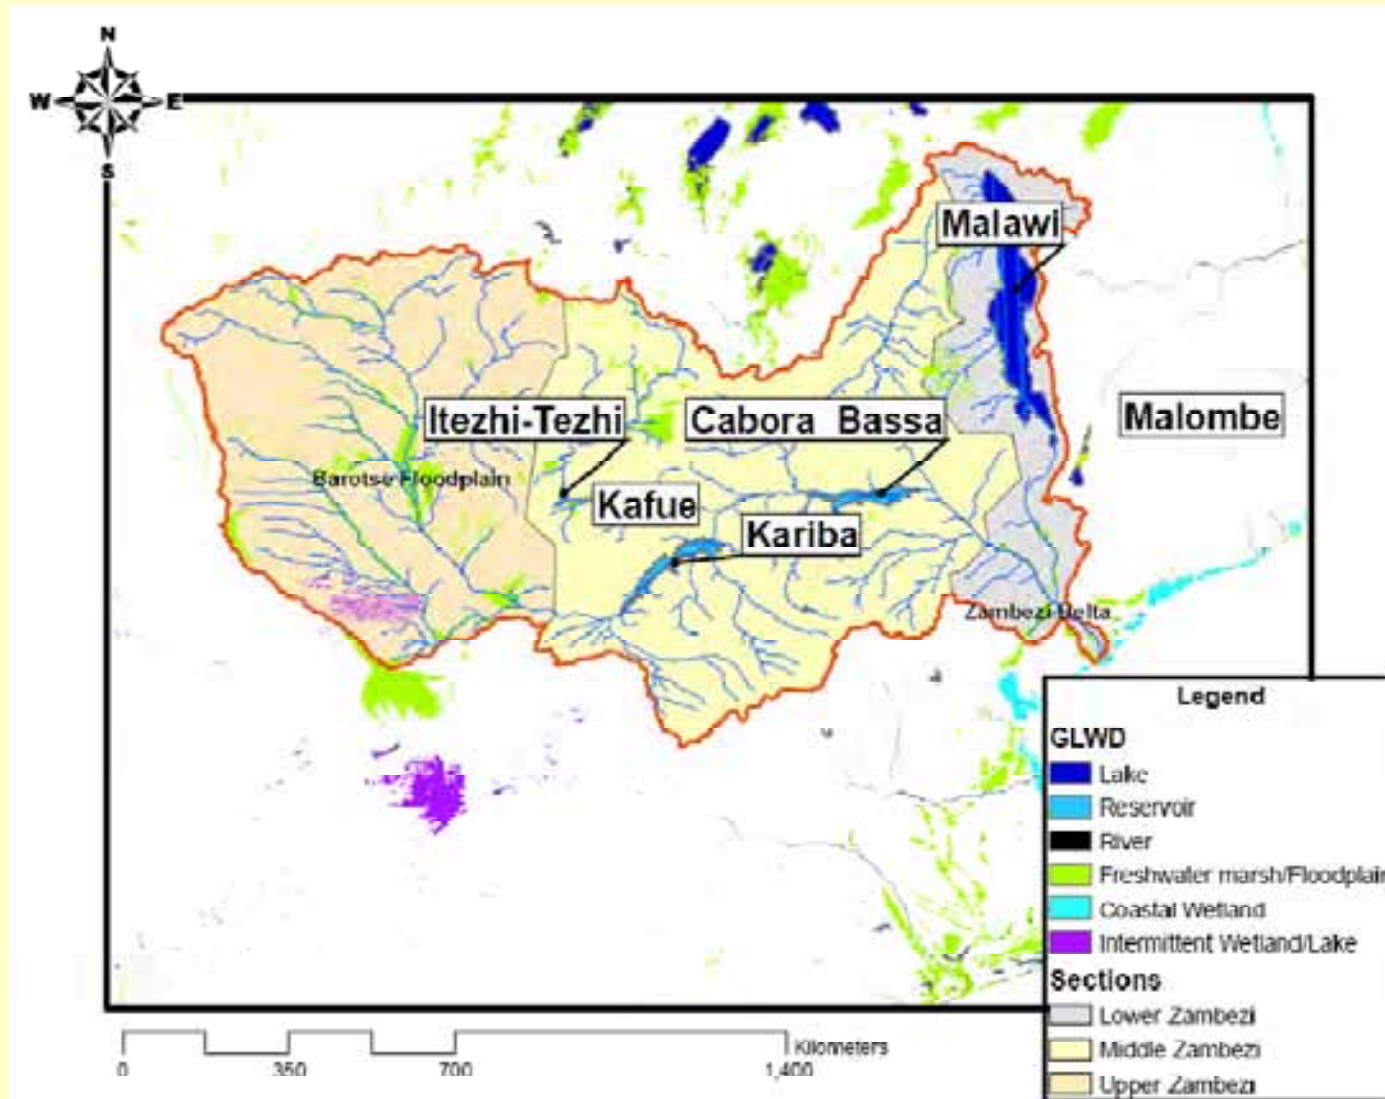 N
W E
S
Malawi
Malombe
Itezhi-Tezhi
Cabora Bassa
Barotse Floodplain
Kafue
Kariba
Zambezi Delta
Legend
GLWD
Lake
Reservoir
River
Freshwater marsh/Floodplain
Coastal Wetland
Intermittent Wetland/Lake
Sections
Lower Zambezi
Middle Zambezi
Upper Zambezi
Kilometers
0 350 700 1,400